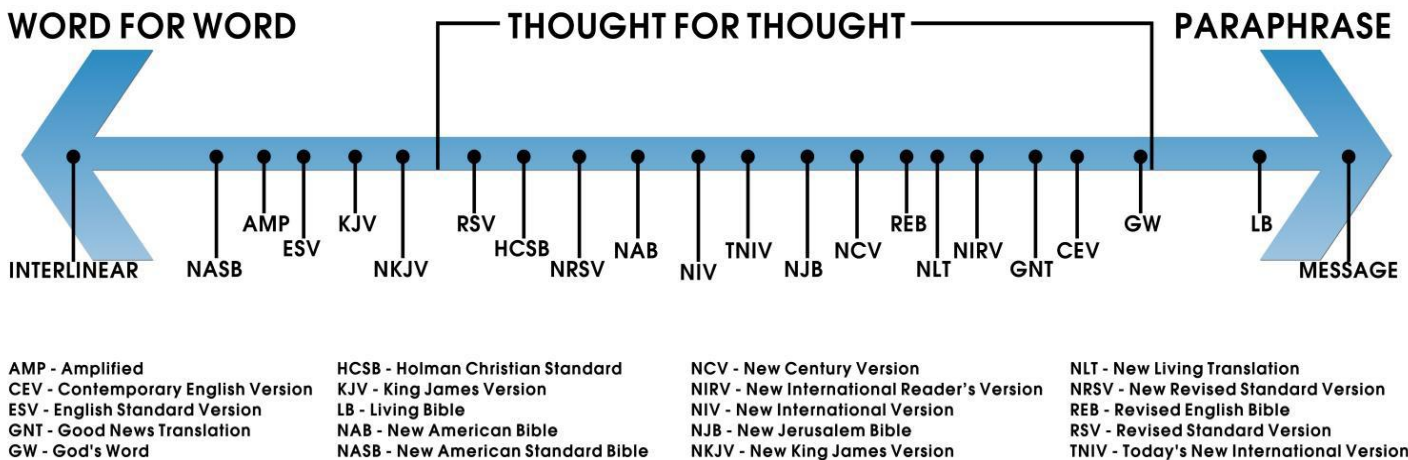 WORD FOR WORD THOUGHT FOR THOUGHT PARAPHRASE
AMP KJV RSV REB GW LB
ESV HCSB NAB TNIV NCV NIRV CEV
INTERLINEAR NASB NKJV NRSV NIV NJB NLT GNT MESSAGE
AMP - Amplified
CEV - Contemporary English Version
ESV - English Standard Version
GNT - Good News Translation
GW - God's Word
HCSB - Holman Christian Standard
KJV - King James Version
LB - Living Bible
NAB - New American Bible
NASB - New American Standard Bible
NCV - New Century Version
NIRV - New International Reader's Version
NIV - New International Version
NJB - New Jerusalem Bible
NKJV - New King James Version
NLT - New Living Translation
NRSV - New Revised Standard Version
REB - Revised English Bible
RSV - Revised Standard Version
TNIV - Today's New International Version